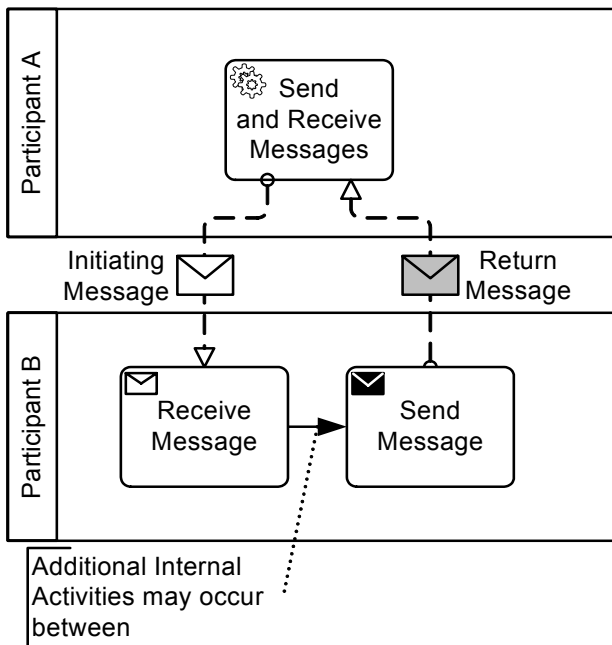 Participant A
Send
and Receive
Messages
Initiating
Message
Return
Message
Participant B
Receive
Message
Send
Message
Additional Internal
Activities may occur
between